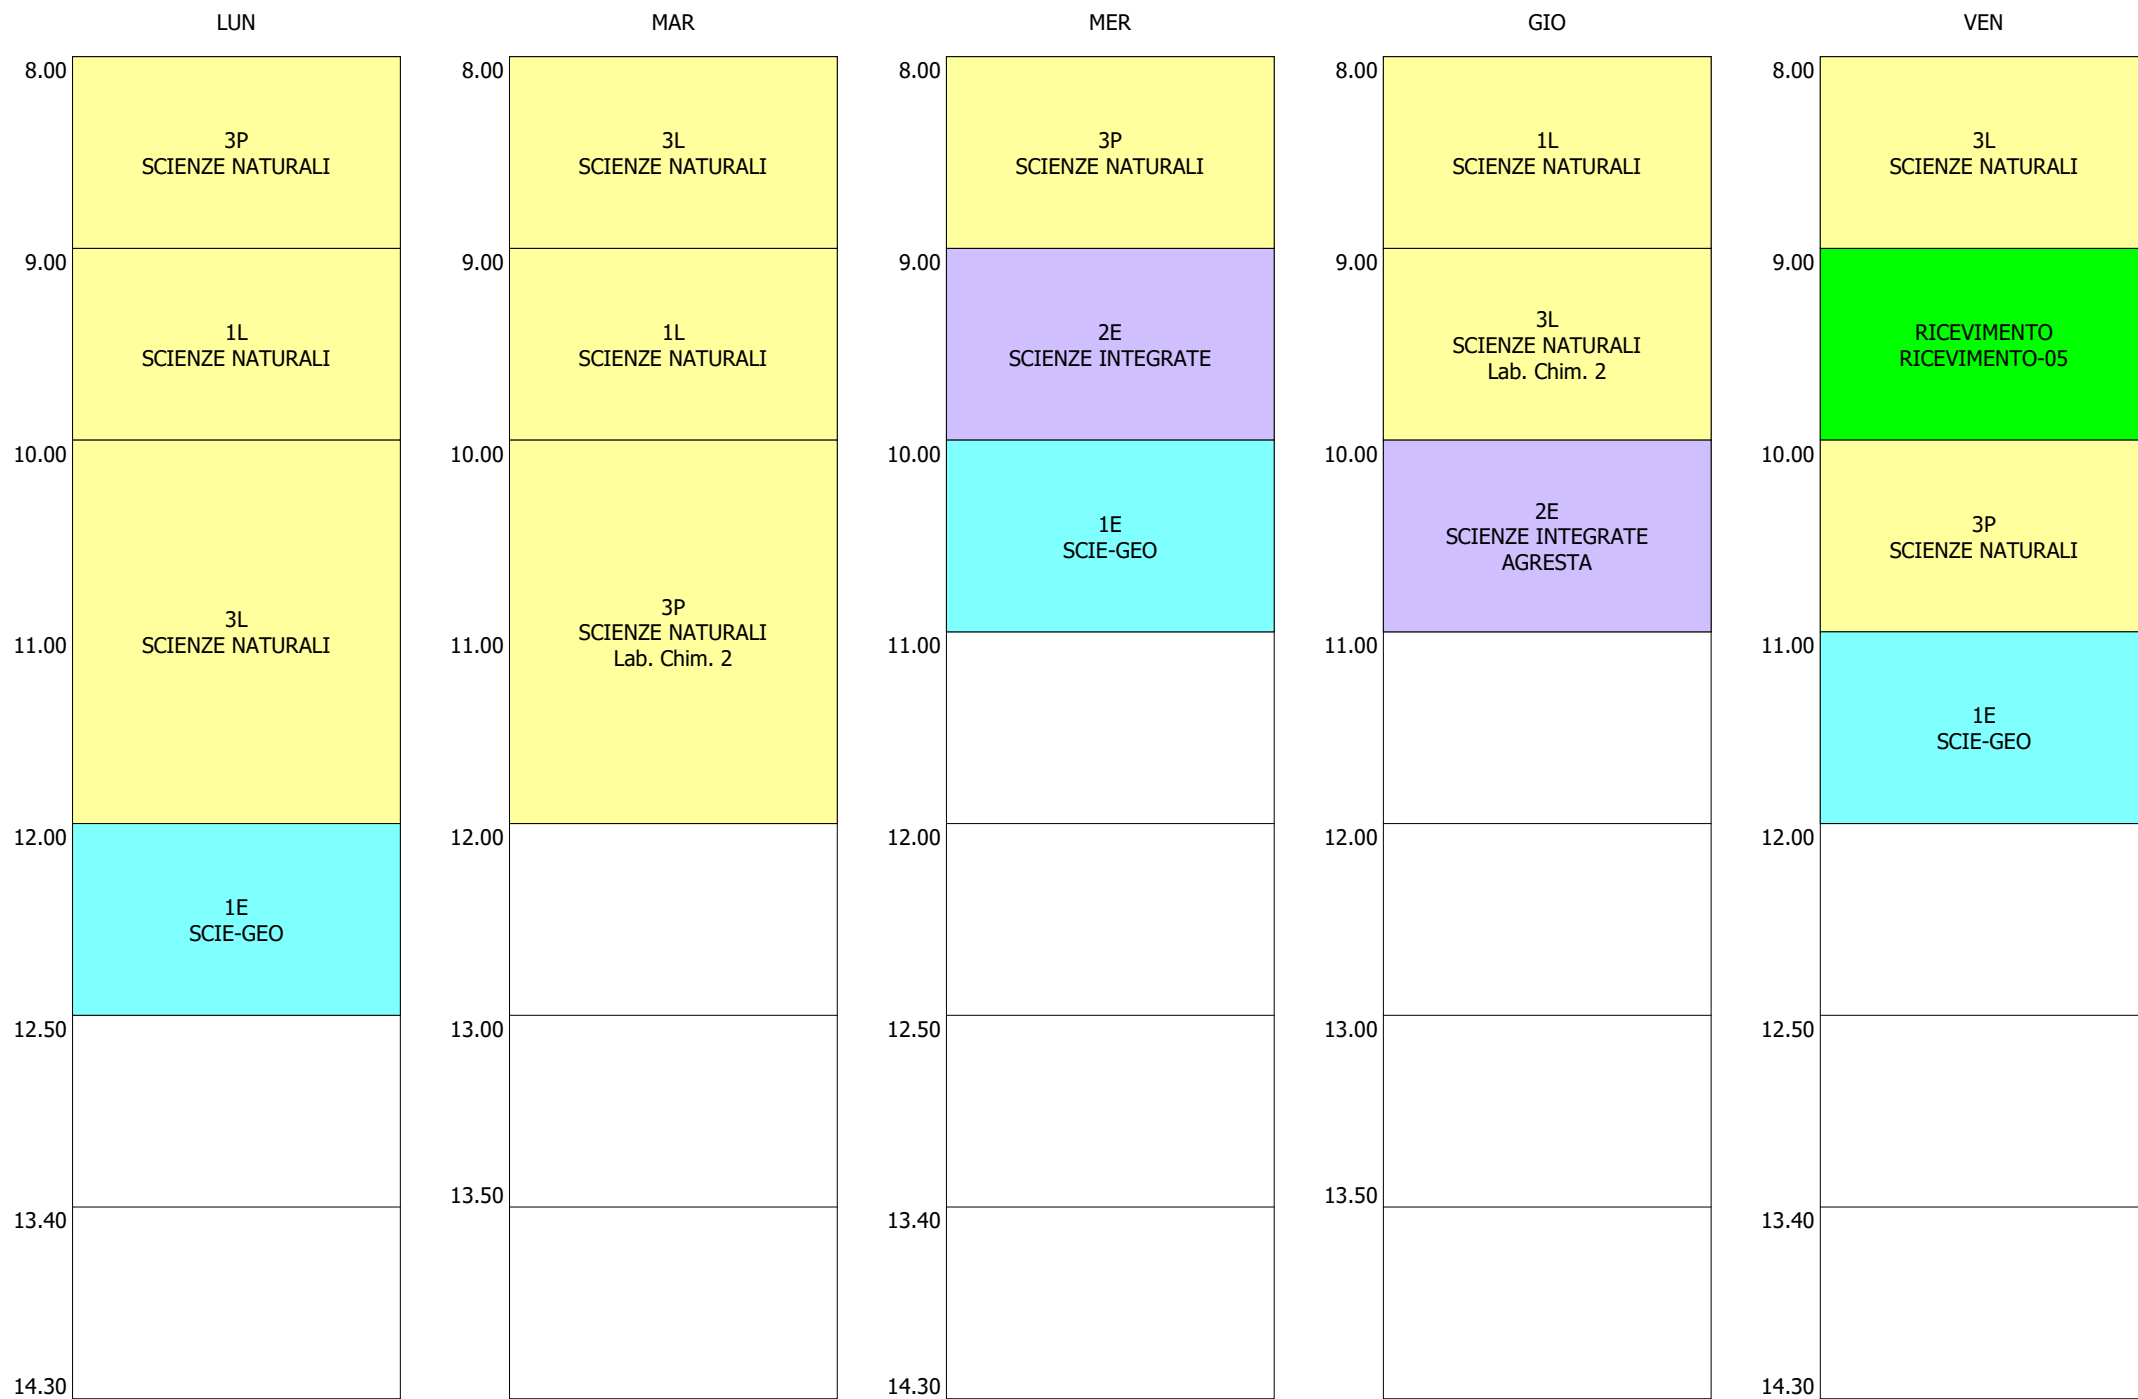 LUN
8.00
3P
SCIENZE NATURALI
9.00
1L
SCIENZE NATURALI
10.00
3L
SCIENZE NATURALI
11.00
12.00
1E
SCIE-GEO
12.50
13.40
14.30
MAR
8.00
3L
SCIENZE NATURALI
9.00
1L
SCIENZE NATURALI
10.00
3P
SCIENZE NATURALI
Lab. Chim. 2
11.00
12.00
13.00
13.50
MER
8.00
3P
SCIENZE NATURALI
9.00
2E
SCIENZE INTEGRATE
10.00
1E
SCIE-GEO
11.00
12.00
12.50
13.40
14.30
GIO
8.00
1L
SCIENZE NATURALI
9.00
3L
SCIENZE NATURALI
Lab. Chim. 2
10.00
2E
SCIENZE INTEGRATE
AGRESTA
11.00
12.00
13.00
13.50
VEN
8.00
3L
SCIENZE NATURALI
9.00
RICEVIMENTO
RICEVIMENTO-05
10.00
3P
SCIENZE NATURALI
11.00
1E
SCIE-GEO
12.00
12.50
13.40
14.30